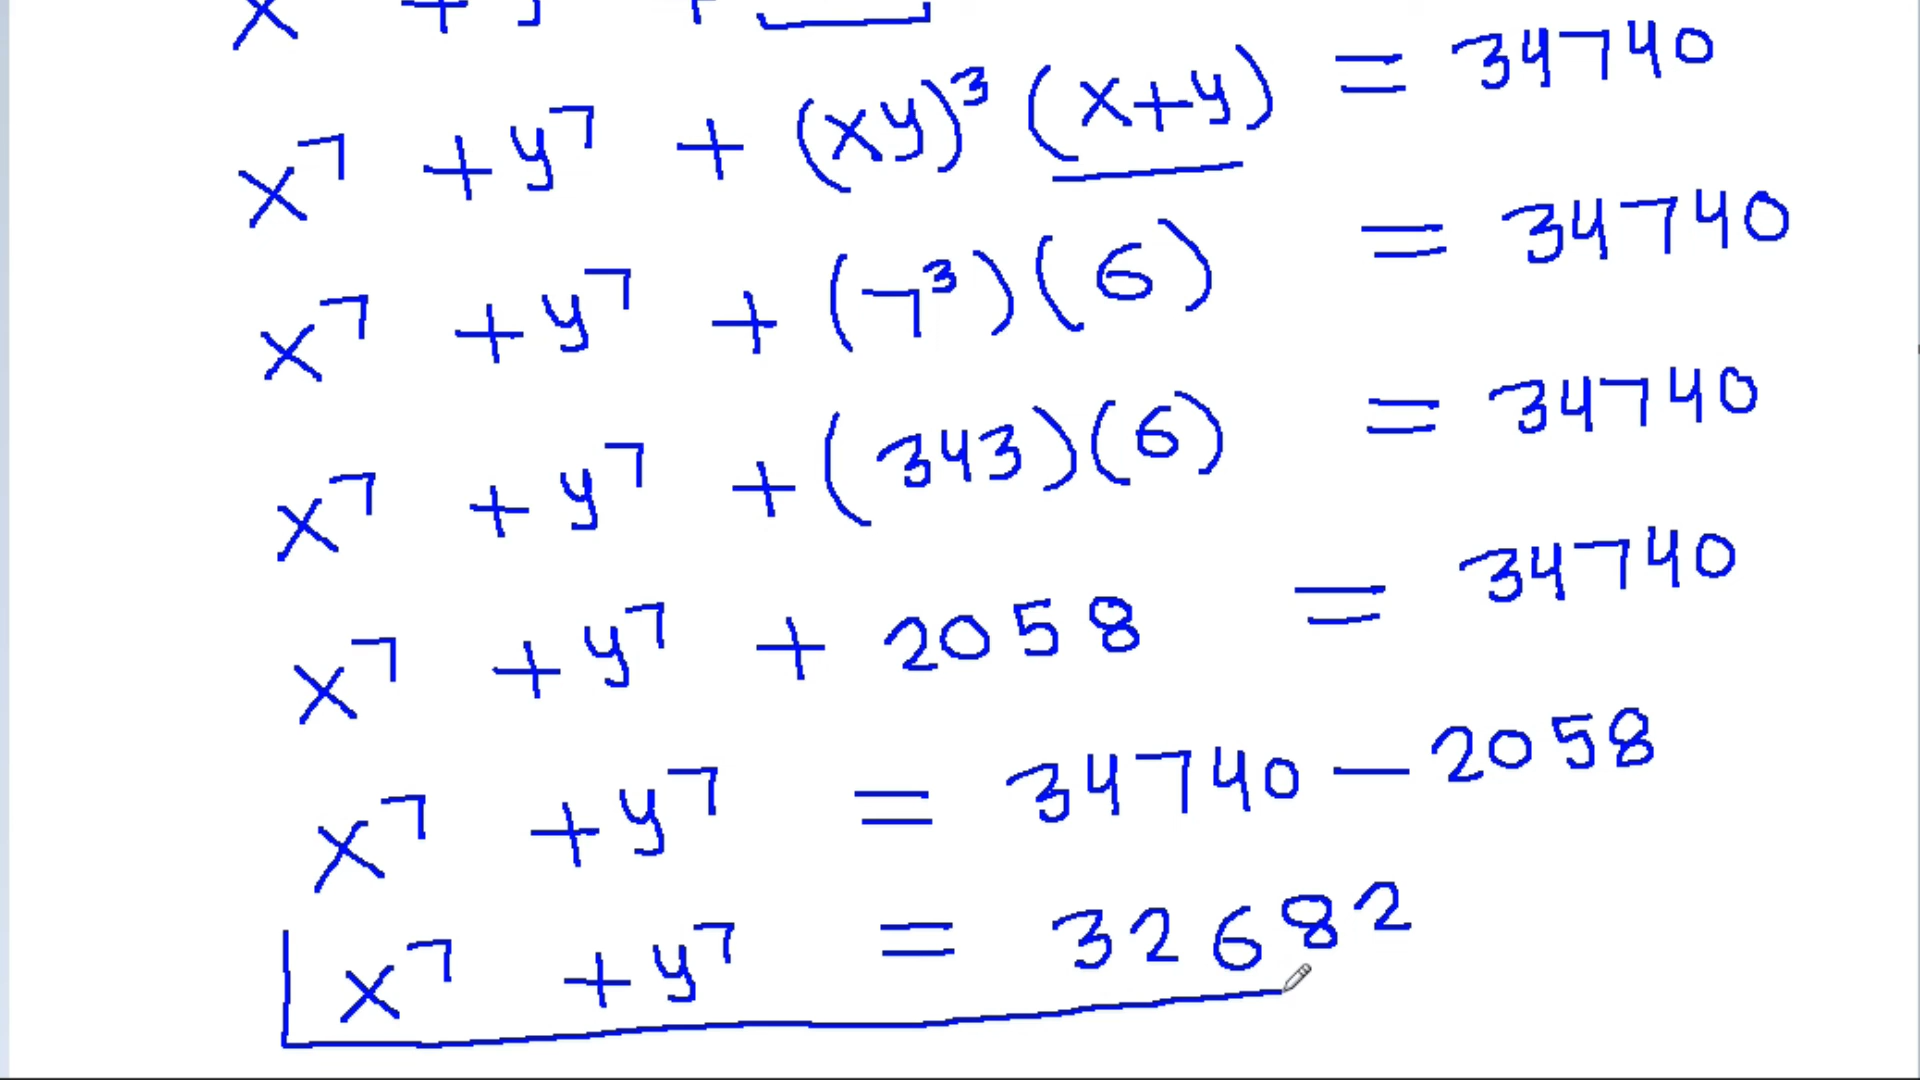 x⁷ + y⁷ + (xy)³ (x+y) = 34740
x⁷ + y⁷ + (7³)(6) = 34740
x⁷ + y⁷ + (343)(6) = 34740
x⁷ + y⁷ + 2058 = 34740
x⁷ + y⁷ = 34740 − 2058
x⁷ + y⁷ = 32682